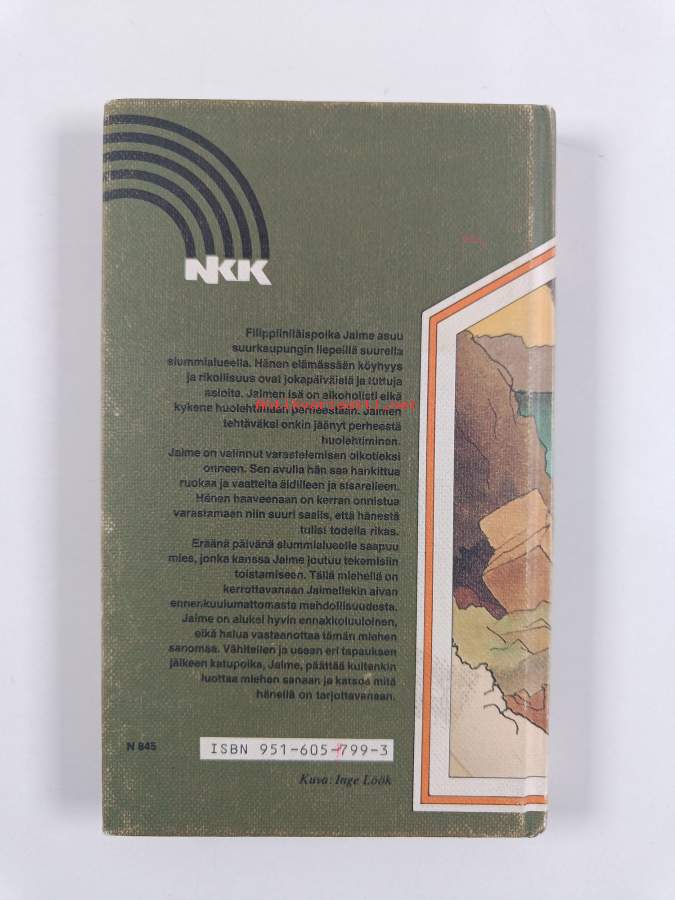 NKK
Filippiiniläispoika Jaime asuu
suurkaupungin liepeillä suurella
slummialueella. Hänen elämässään köyhyys
ja rikollisuus ovat jokapäiväisiä ja tuttuja
asioita. Jaimen isä on alkoholisti eikä
kykene huolehtimaan perheestään. Jaimen
tehtäväksi onkin jäänyt perheestä
huolehtiminen.
Jaime on valinnut varastelemisen oikotieksi
onneen. Sen avulla hän saa hankittua
ruokaa ja vaatteita äidilleen ja sisarelleen.
Hänen haaveenaan on kerran onnistua
varastamaan niin suuri saalis, että hänestä
tulisi todella rikas.
Eräänä päivänä slummialueelle saapuu
mies, jonka kanssa Jaime joutuu tekemisiin
toistamiseen. Tällä miehellä on
kerrottavanaan Jaimellekin aivan
ennenkuulumattomasta mahdollisuudesta.
Jaime on aluksi hyvin ennakkoluuloinen,
eikä halua vastaanottaa tämän miehen
sanomaa. Vähitellen ja usean eri tapauksen
jälkeen katupoika, Jaime, päättää kuitenkin
luottaa miehen sanaan ja katsoa mitä
hänellä on tarjottavanaan.
N 845
ISBN 951-605-799-3
Kuva: Inge Löök